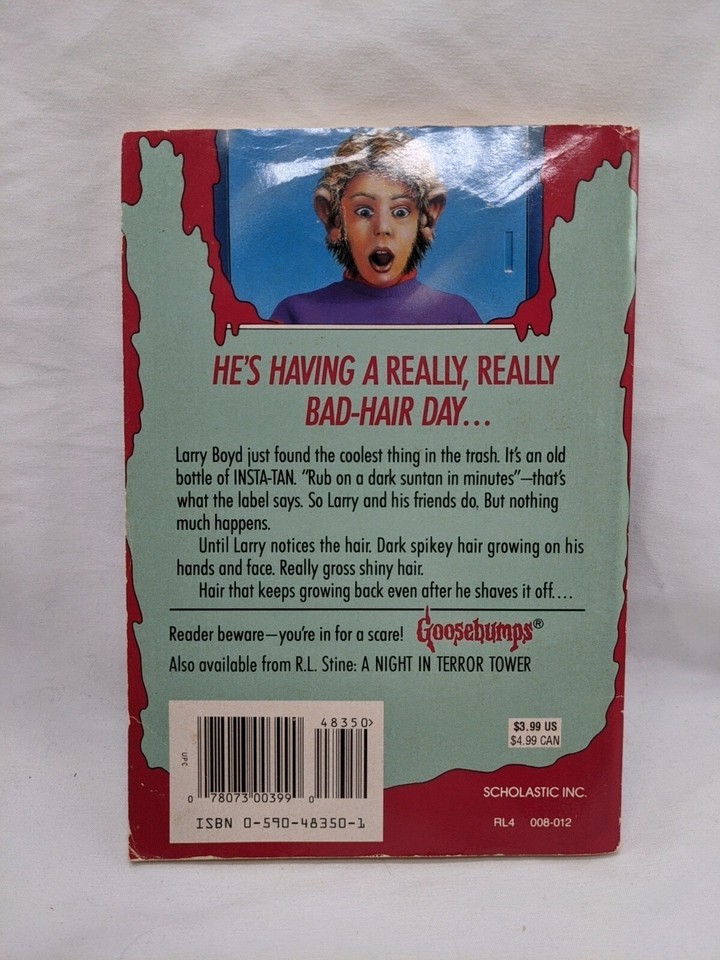 HE'S HAVING A REALLY, REALLY
BAD-HAIR DAY...
Larry Boyd just found the coolest thing in the trash. It's an old
bottle of INSTA-TAN. "Rub on a dark suntan in minutes"—that's
what the label says. So Larry and his friends do. But nothing
much happens.
Until Larry notices the hair. Dark spikey hair growing on his
hands and face. Really gross shiny hair.
Hair that keeps growing back even after he shaves it off....
Reader beware—you're in for a scare! Goosebumps®
Also available from R.L. Stine: A NIGHT IN TERROR TOWER
48350>
UPC
0 78073 00399 0
ISBN 0-590-48350-1
$3.99 US
$4.99 CAN
SCHOLASTIC INC.
RL4 008-012